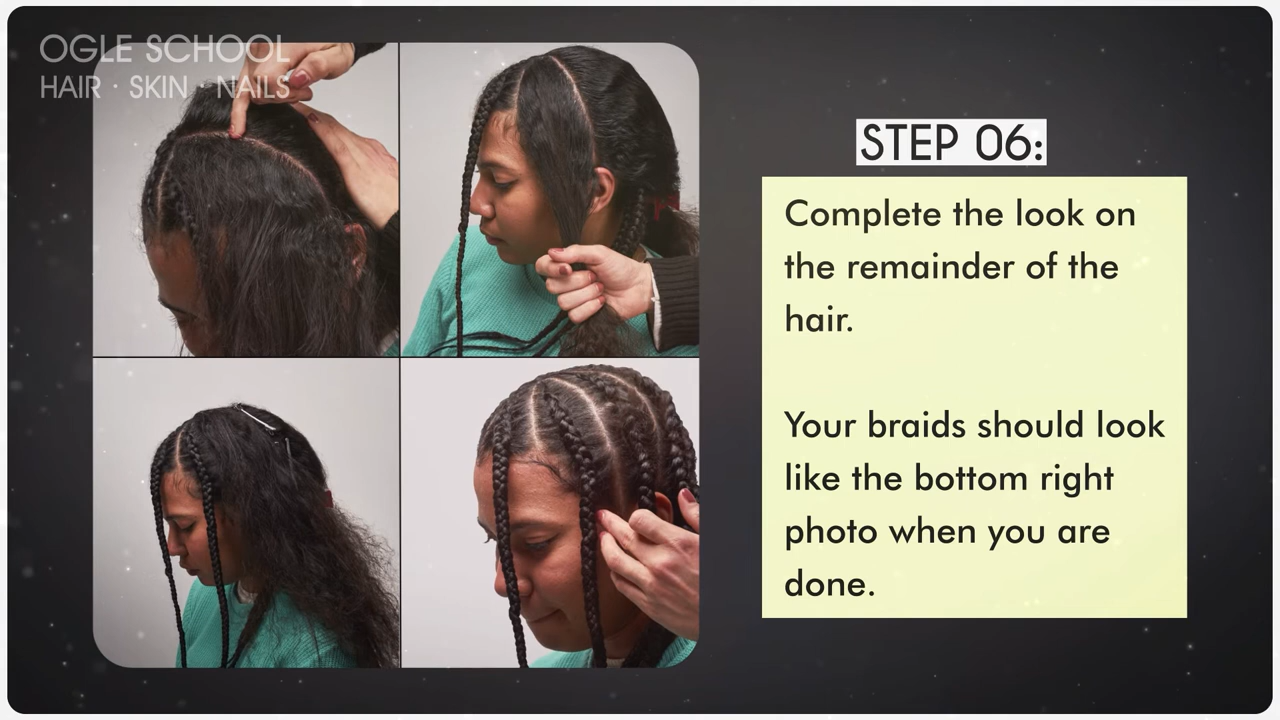 OGLE SCHOOL
HAIR · SKIN · NAILS
STEP 06:
Complete the look on
the remainder of the
hair.
Your braids should look
like the bottom right
photo when you are
done.